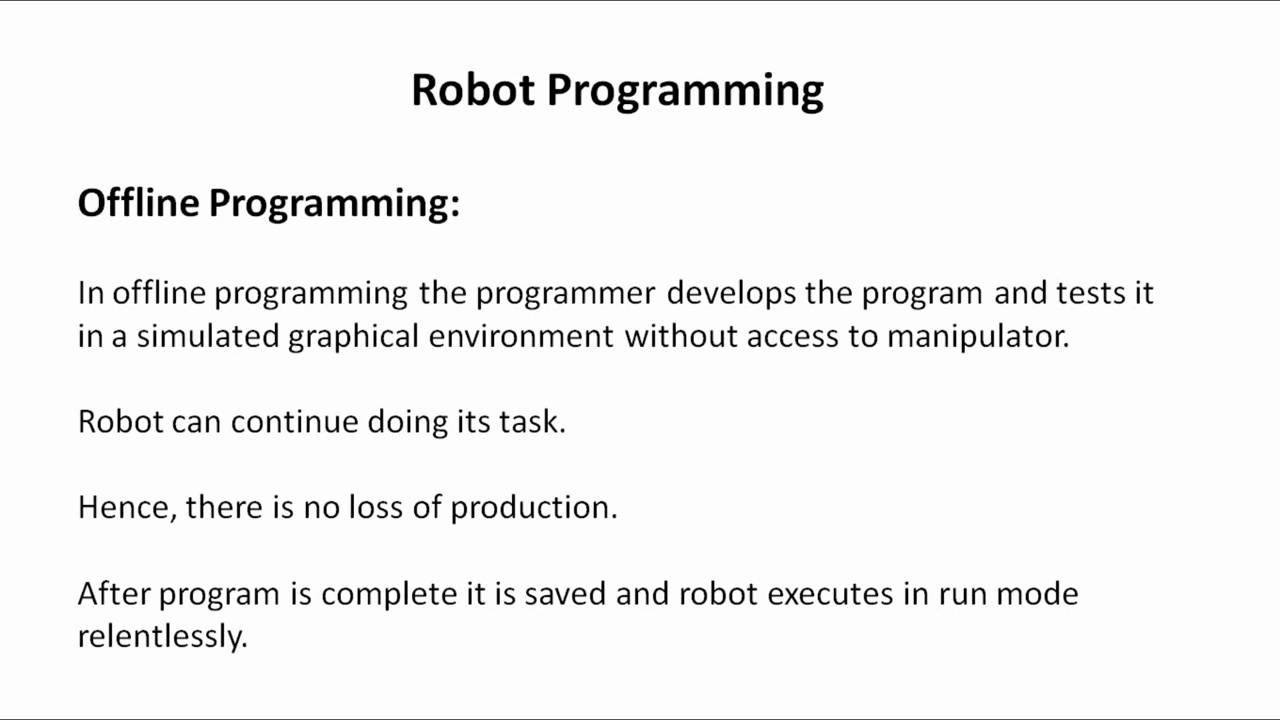 Robot Programming
Offline Programming:
In offline programming the programmer develops the program and tests it
in a simulated graphical environment without access to manipulator.
Robot can continue doing its task.
Hence, there is no loss of production.
After program is complete it is saved and robot executes in run mode
relentlessly.